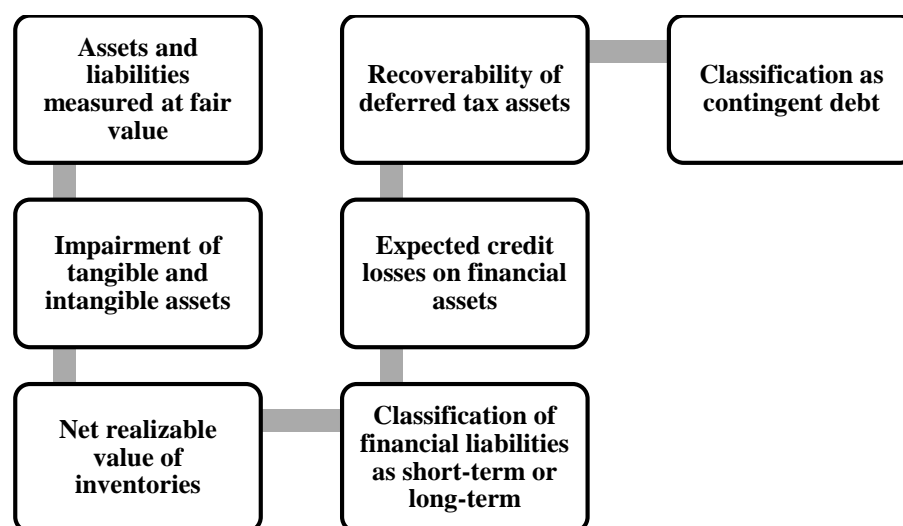 Assets and
liabilities
measured at fair
value
Impairment of
tangible and
intangible assets
Net realizable
value of
inventories
Classification of
financial liabilities
as short-term or
long-term
Expected credit
losses on financial
assets
Recoverability of
deferred tax assets
Classification as
contingent debt